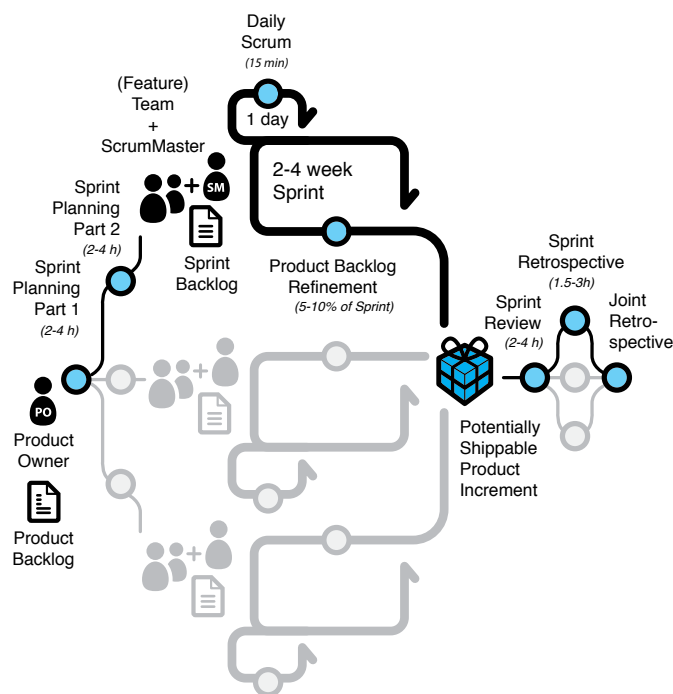 Daily
Scrum
(15 min)
1 day
(Feature)
Team
+
ScrumMaster
SM
2-4 week
Sprint
Sprint
Planning
Part 2
(2-4 h)
Sprint
Backlog
Sprint
Planning
Part 1
(2-4 h)
Product Backlog
Refinement
(5-10% of Sprint)
Sprint
Retrospective
(1.5-3h)
Sprint
Review
(2-4 h)
Joint
Retro-
spective
PO
Product
Owner
Product
Backlog
Potentially
Shippable
Product
Increment
+
+
+